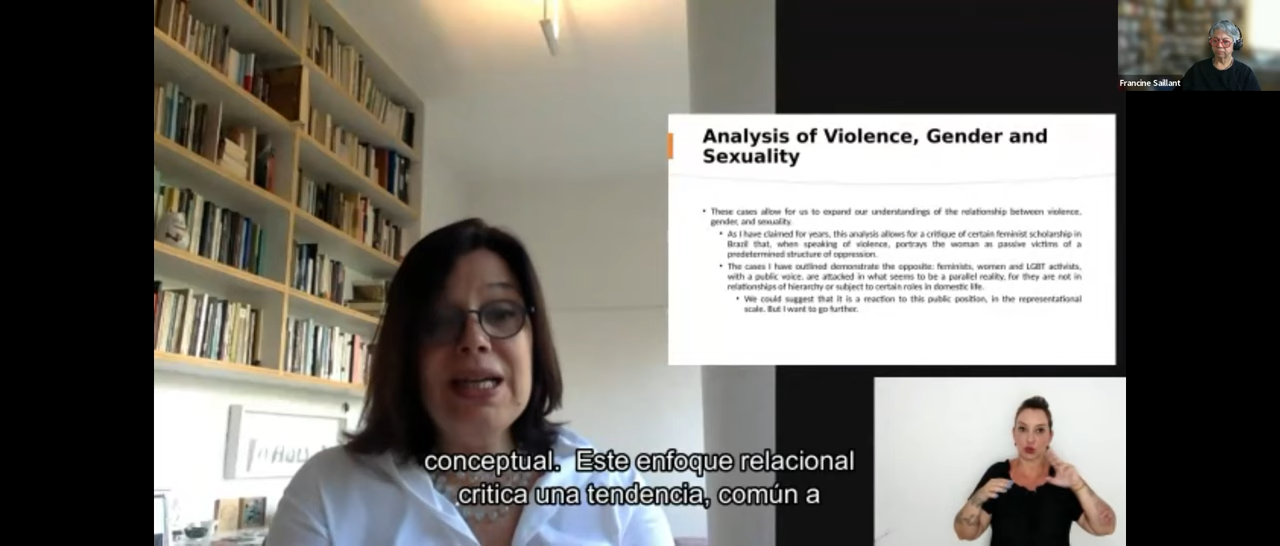 Francine Saillant
Analysis of Violence, Gender and
Sexuality
• These cases allow for us to expand our understandings of the relationship between violence,
gender, and sexuality.
• As I have claimed for years, this analysis allows for a critique of certain feminist scholarship in
Brazil that, when speaking of violence, portrays the woman as passive victims of a
predetermined structure of oppression.
• The cases I have outlined demonstrate the opposite: feminists, women and LGBT activists,
with a public voice, are attacked in what seems to be a parallel reality, for they are not in
relationships of hierarchy or subject to certain roles in domestic life.
• We could suggest that it is a reaction to this public position, in the representational
scale. But I want to go further.
conceptual. Este enfoque relacional
critica una tendencia, común a